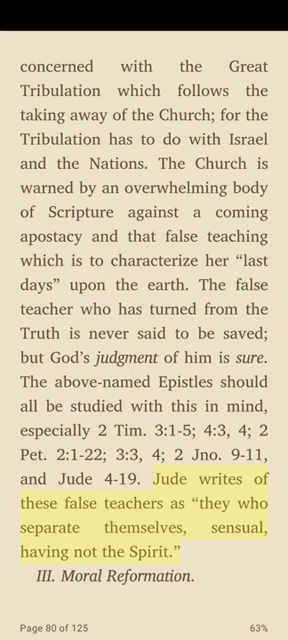 concerned with the Great
Tribulation which follows the
taking away of the Church; for the
Tribulation has to do with Israel
and the Nations. The Church is
warned by an overwhelming body
of Scripture against a coming
apostacy and that false teaching
which is to characterize her “last
days” upon the earth. The false
teacher who has turned from the
Truth is never said to be saved;
but God’s judgment of him is sure.
The above-named Epistles should
all be studied with this in mind,
especially 2 Tim. 3:1-5; 4:3, 4; 2
Pet. 2:1-22; 3:3, 4; 2 Jno. 9-11,
and Jude 4-19. Jude writes of
these false teachers as “they who
separate themselves, sensual,
having not the Spirit.”
III. Moral Reformation.
Page 80 of 125 63%